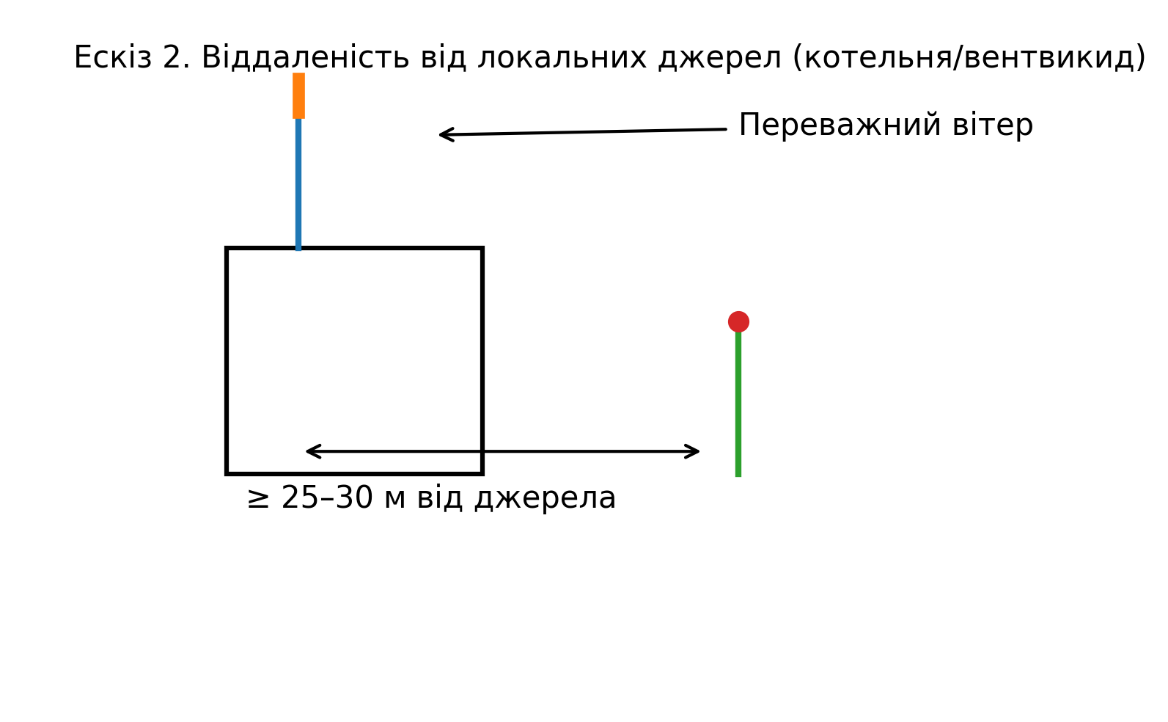 Ескіз 2. Віддаленість від локальних джерел (котельня/вентвикид)
Переважний вітер
≥ 25–30 м від джерела